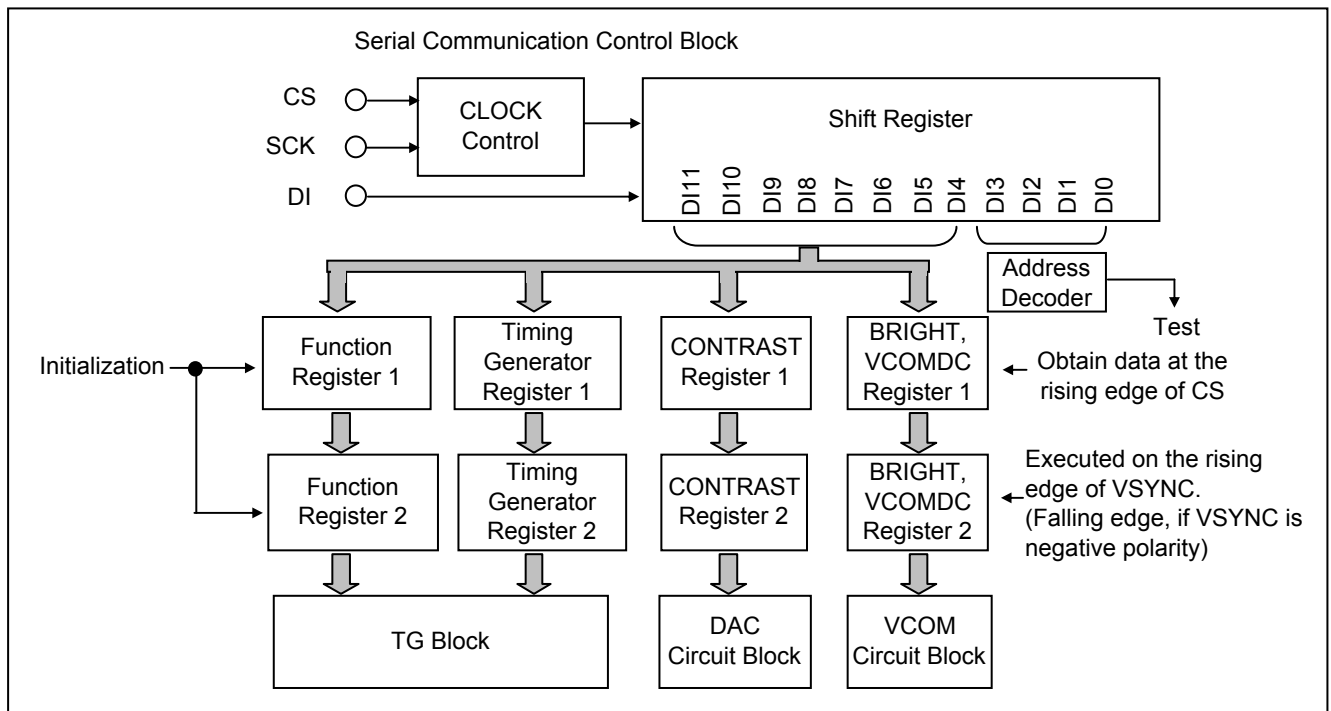 Serial Communication Control Block
CS
SCK
DI
CLOCK
Control
Shift Register
DI11
DI10
DI9
DI8
DI7
DI6
DI5
DI4
DI3
DI2
DI1
DI0
Address
Decoder
Test
Initialization
Function
Register 1
Timing
Generator
Register 1
CONTRAST
Register 1
BRIGHT,
VCOMDC
Register 1
Obtain data at the
rising edge of CS
Function
Register 2
Timing
Generator
Register 2
CONTRAST
Register 2
BRIGHT,
VCOMDC
Register 2
Executed on the rising
edge of VSYNC.
(Falling edge, if VSYNC is
negative polarity)
TG Block
DAC
Circuit Block
VCOM
Circuit Block